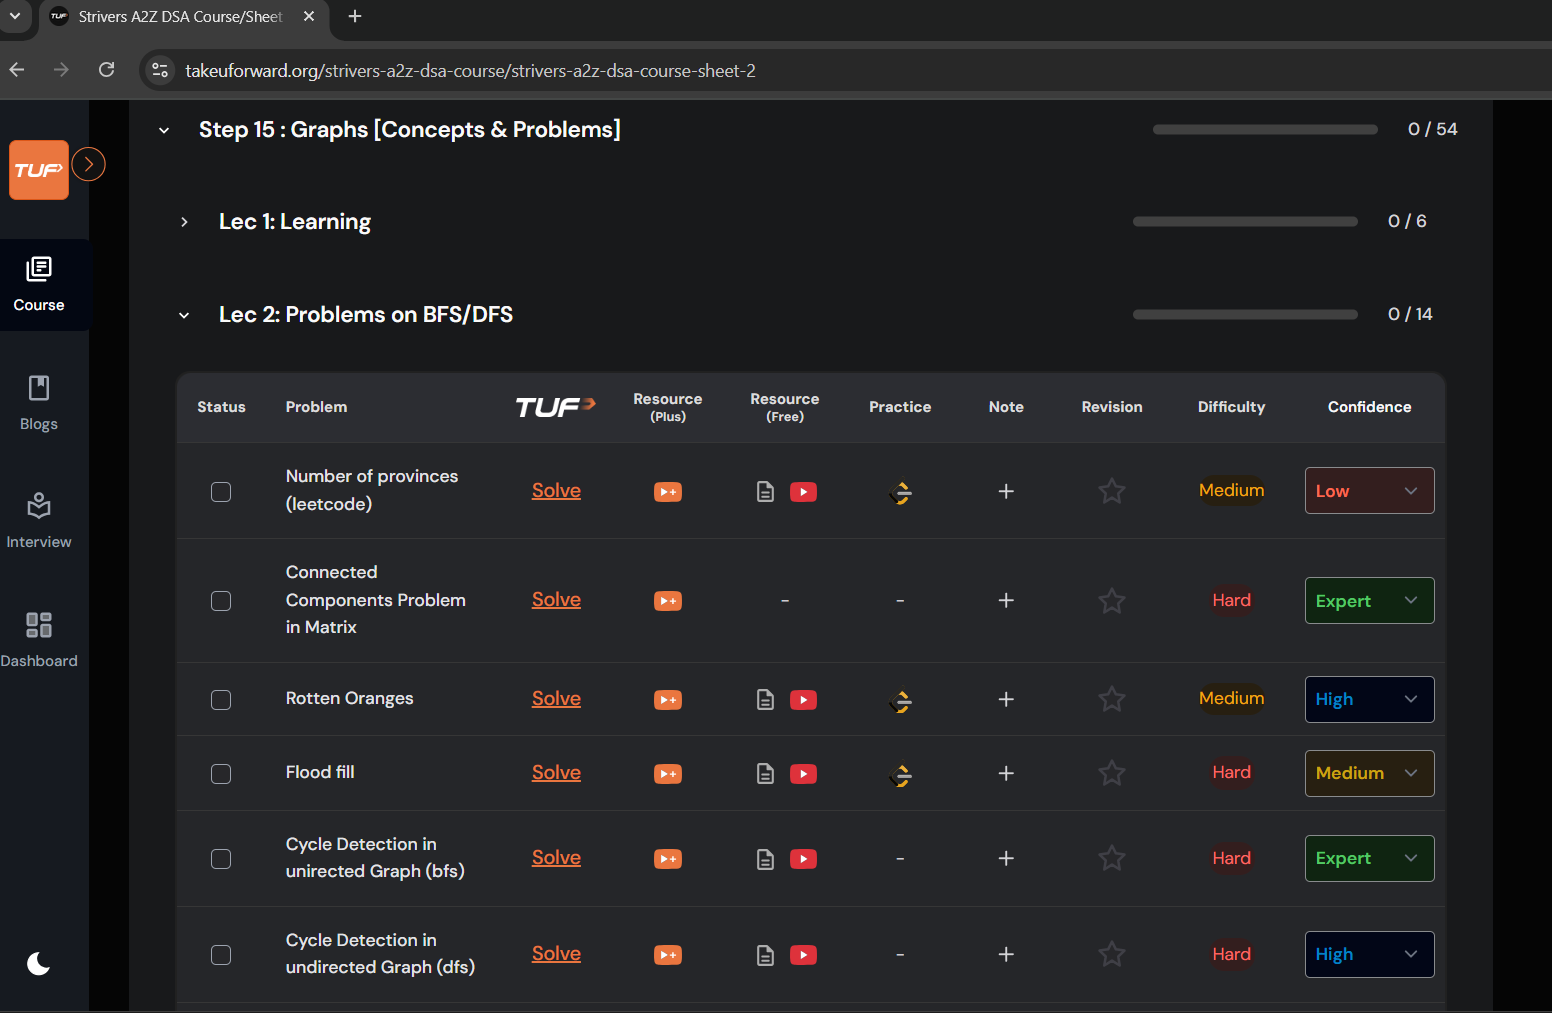 TUF Strivers A2Z DSA Course/Sheet
takeuforward.org/strivers-a2z-dsa-course/strivers-a2z-dsa-course-sheet-2
TUF
Course
Blogs
Interview
Dashboard
Step 15 : Graphs [Concepts & Problems] 0 / 54
Lec 1: Learning 0 / 6
Lec 2: Problems on BFS/DFS 0 / 14
Status Problem TUF Resource (Plus) Resource (Free) Practice Note Revision Difficulty Confidence
Number of provinces
(leetcode) Solve + Medium Low
Connected
Components Problem
in Matrix Solve - - + Hard Expert
Rotten Oranges Solve + Medium High
Flood fill Solve + Hard Medium
Cycle Detection in
unirected Graph (bfs) Solve - + Hard Expert
Cycle Detection in
undirected Graph (dfs) Solve - + Hard High